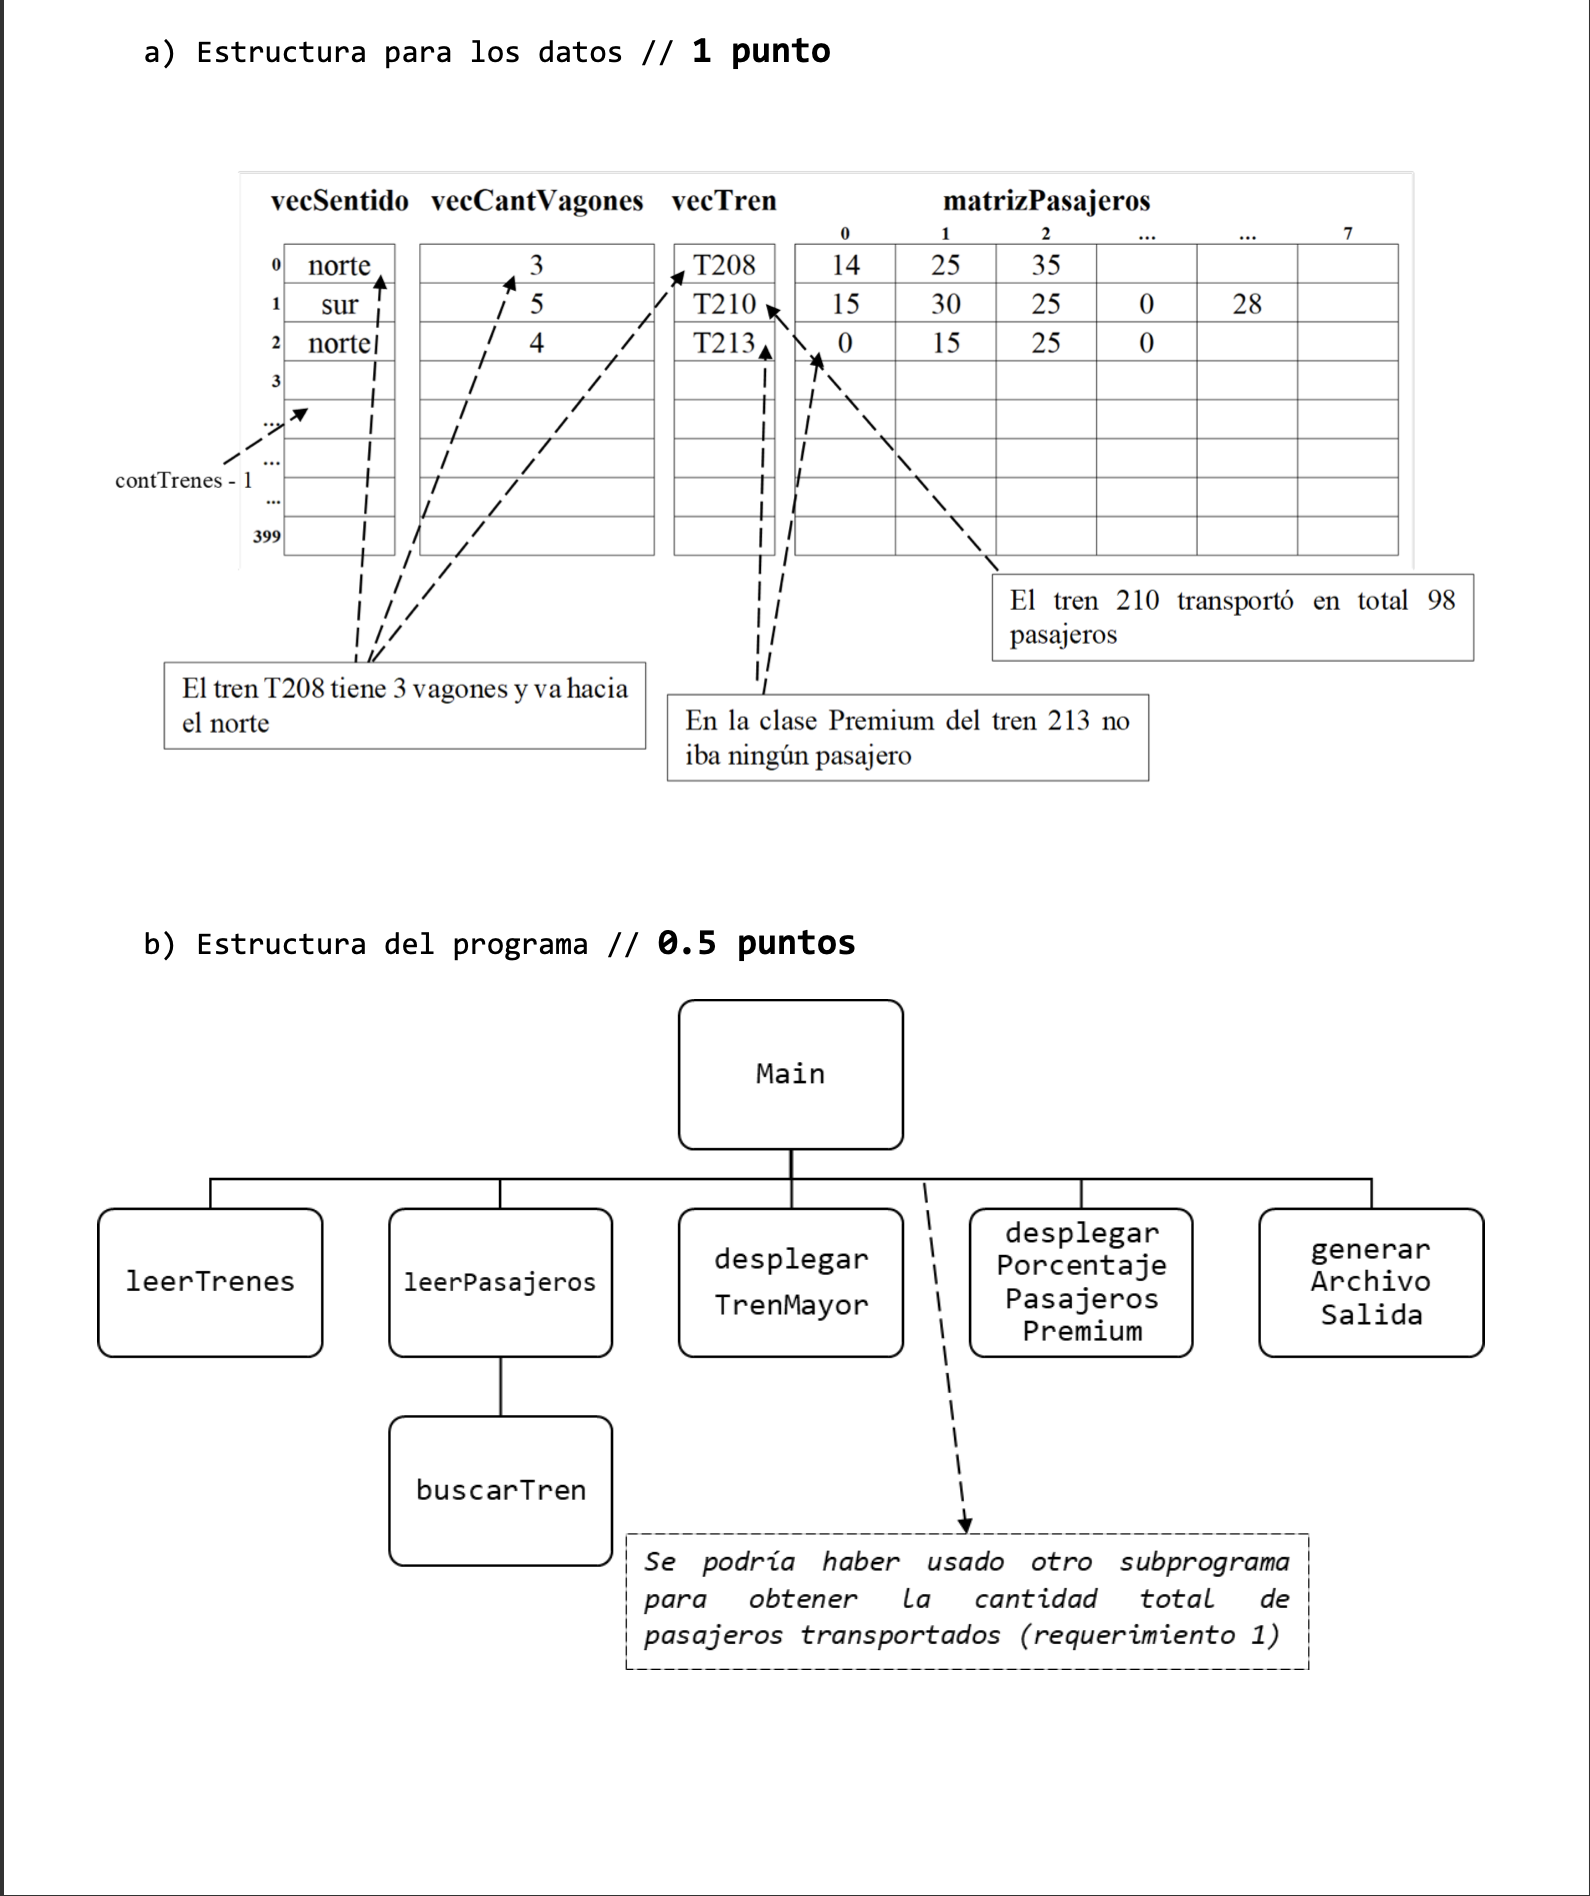 a) Estructura para los datos // 1 punto
vecSentido vecCantVagones vecTren matrizPasajeros
0 1 2 ... ... 7
0 norte 3 T208 14 25 35
1 sur 5 T210 15 30 25 0 28
2 norte 4 T213 0 15 25 0
3
...
...
contTrenes - 1
...
399
El tren 210 transportó en total 98
pasajeros
El tren T208 tiene 3 vagones y va hacia
el norte
En la clase Premium del tren 213 no
iba ningún pasajero
b) Estructura del programa // 0.5 puntos
Main
leerTrenes
leerPasajeros
desplegar
TrenMayor
desplegar
Porcentaje
Pasajeros
Premium
generar
Archivo
Salida
buscarTren
Se podría haber usado otro subprograma
para obtener la cantidad total de
pasajeros transportados (requerimiento 1)